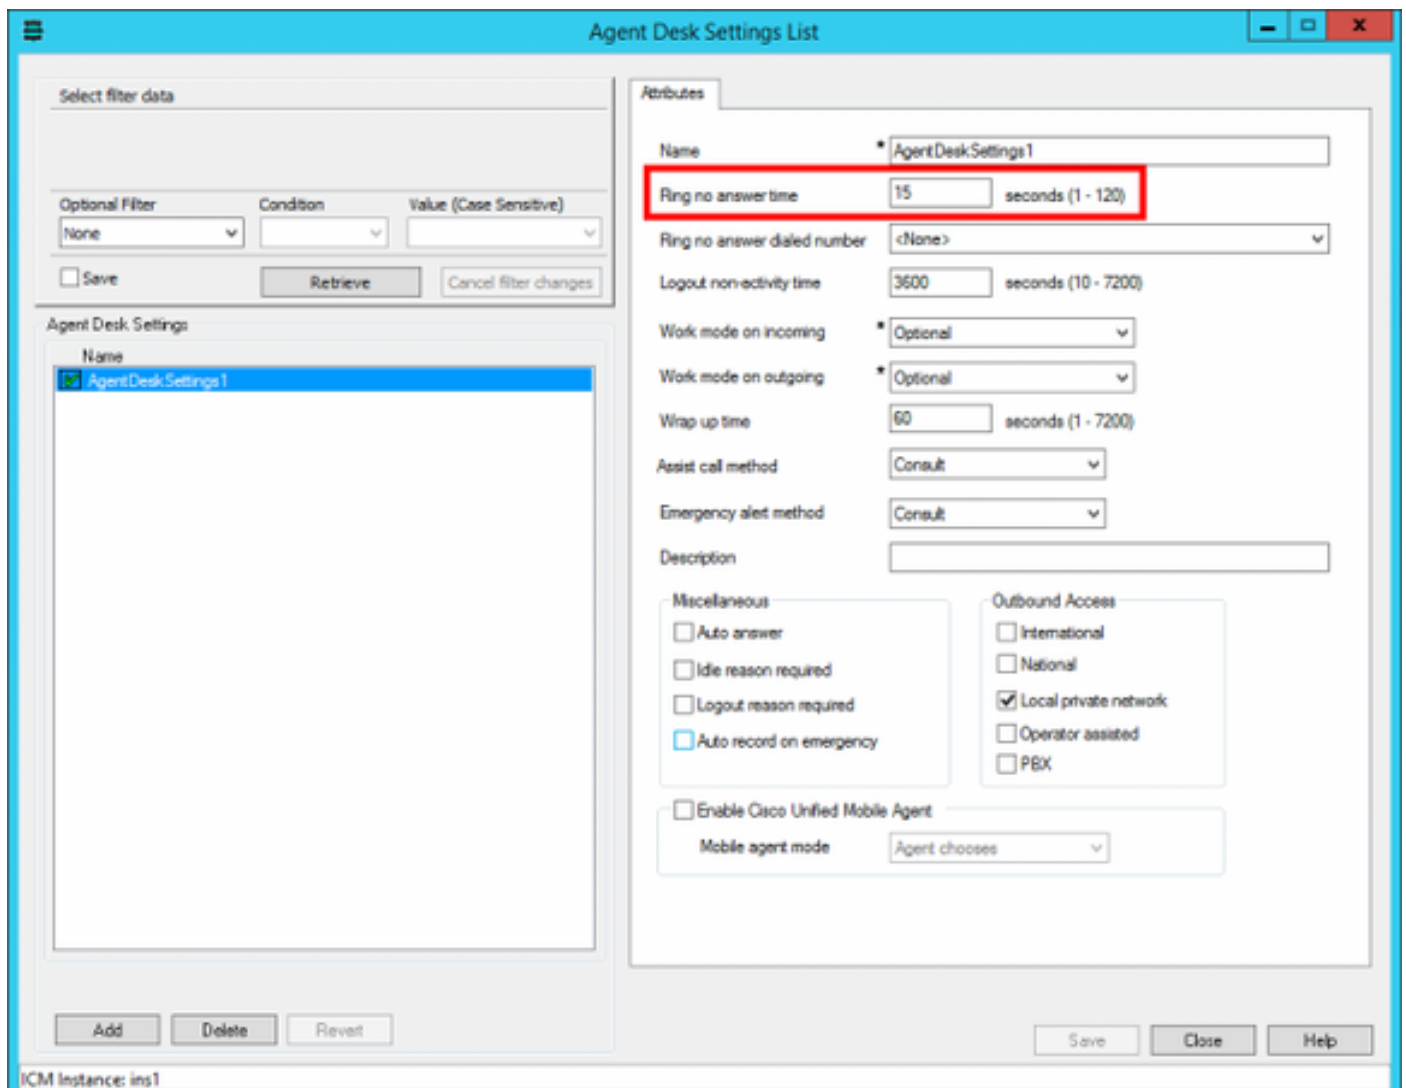 Agent Desk Settings List
Select filter data
Optional Filter Condition Value (Case Sensitive)
None
Save Retrieve Cancel filter changes
Agent Desk Settings
Name
AgentDeskSettings1
Add Delete Revert
Attributes
Name * AgentDeskSettings1
Ring no answer time 15 seconds (1 - 120)
Ring no answer dialed number <None>
Logout non-activity time 3600 seconds (10 - 7200)
Work mode on incoming * Optional
Work mode on outgoing * Optional
Wrap up time 60 seconds (1 - 7200)
Assist call method Consult
Emergency alert method Consult
Description
Miscellaneous
Auto answer
Idle reason required
Logout reason required
Auto record on emergency
Outbound Access
International
National
Local private network
Operator assisted
PBX
Enable Cisco Unified Mobile Agent
Mobile agent mode Agent chooses
Save Close Help
ICM Instance: ins1